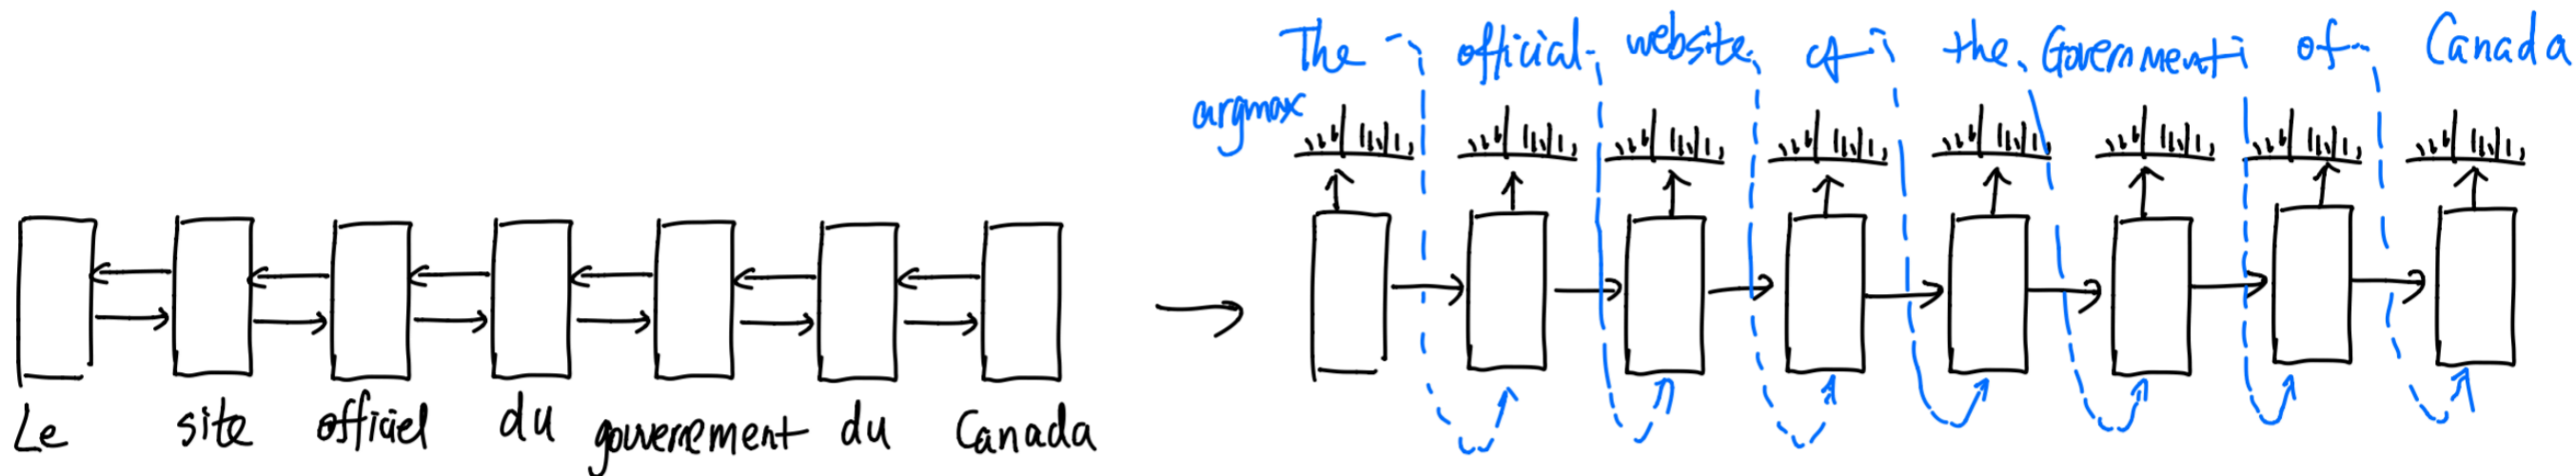 The official website of the Government of Canada
argmax
Le site officiel du gouvernement du Canada